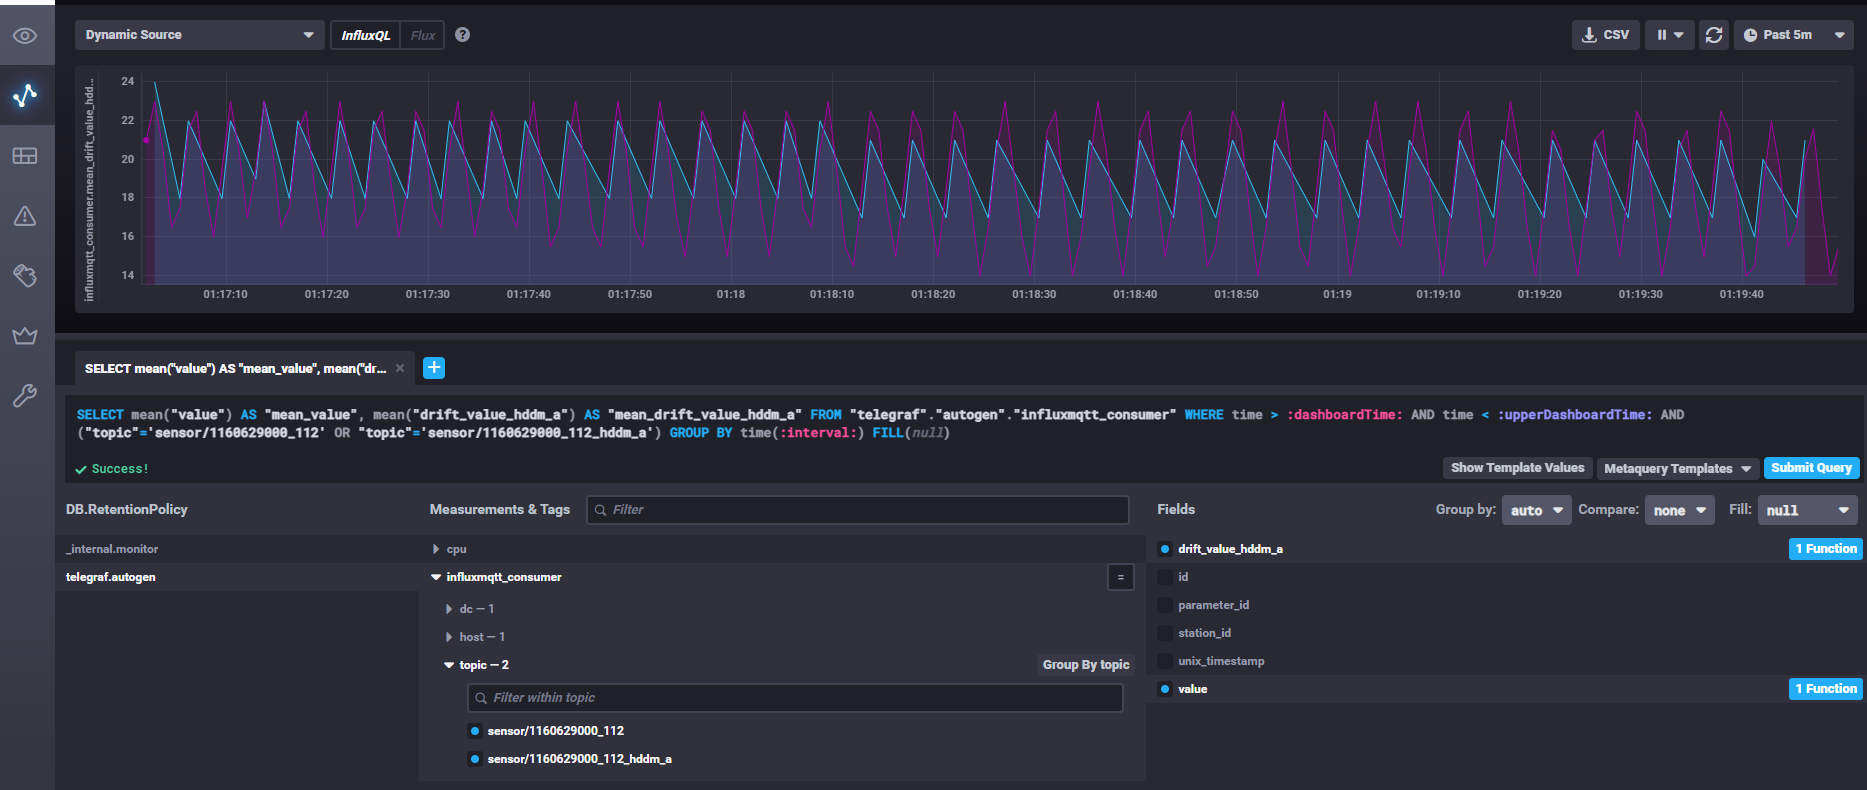 Dynamic Source
InfluxQL Flux ?
CSV
Past 5m
influxmqtt_consumer.mean_drift_value_hdd...
24
22
20
18
16
14
01:17:10 01:17:20 01:17:30 01:17:40 01:17:50 01:18 01:18:10 01:18:20 01:18:30 01:18:40 01:18:50 01:19 01:19:10 01:19:20 01:19:30 01:19:40
SELECT mean("value") AS "mean_value", mean("dr...
SELECT mean("value") AS "mean_value", mean("drift_value_hddm_a") AS "mean_drift_value_hddm_a" FROM "telegraf"."autogen"."influxmqtt_consumer" WHERE time > :dashboardTime: AND time < :upperDashboardTime: AND
("topic"='sensor/1160629000_112' OR "topic"='sensor/1160629000_112_hddm_a') GROUP BY time(:interval:) FILL(null)
Success!
Show Template Values Metaquery Templates Submit Query
DB.RetentionPolicy
_internal.monitor
telegraf.autogen
Measurements & Tags Filter
cpu
influxmqtt_consumer =
dc — 1
host — 1
topic — 2 Group By topic
Filter within topic
sensor/1160629000_112
sensor/1160629000_112_hddm_a
Fields Group by: auto Compare: none Fill: null
drift_value_hddm_a 1 Function
id
parameter_id
station_id
unix_timestamp
value 1 Function